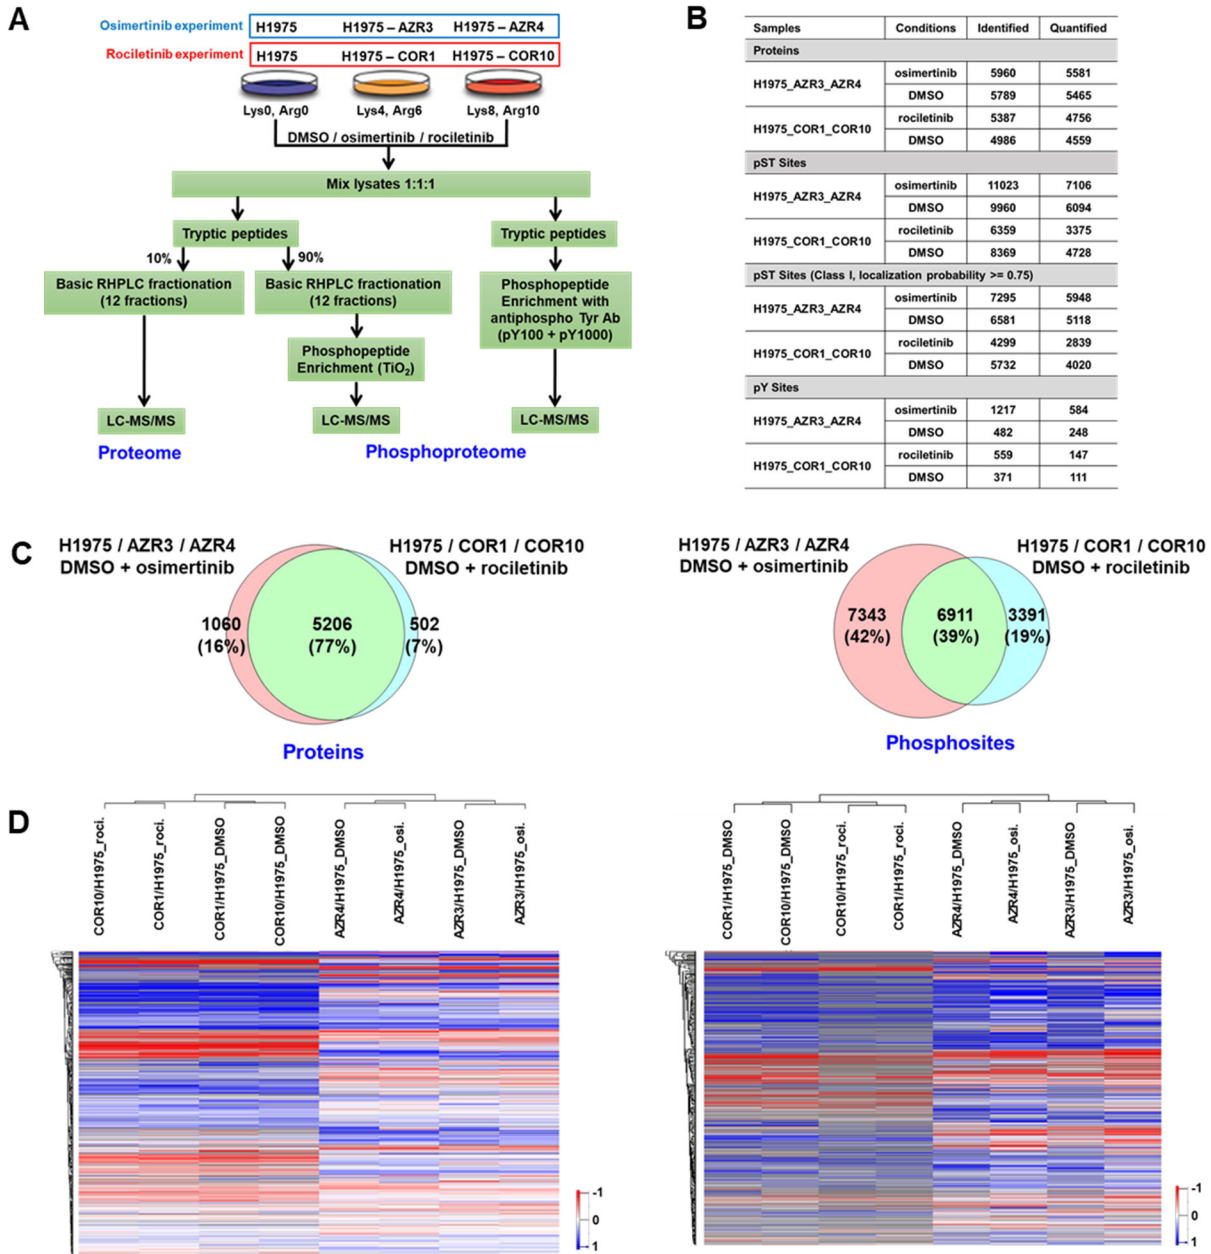 A
Osimertinib experiment H1975 H1975 – AZR3 H1975 – AZR4
Rociletinib experiment H1975 H1975 – COR1 H1975 – COR10
Lys0, Arg0 Lys4, Arg6 Lys8, Arg10
DMSO / osimertinib / rociletinib
Mix lysates 1:1:1
Tryptic peptides Tryptic peptides
10% 90%
Basic RHPLC fractionation
(12 fractions)
Basic RHPLC fractionation
(12 fractions)
Phosphopeptide
Enrichment with
antiphospho Tyr Ab
(pY100 + pY1000)
Phosphopeptide
Enrichment (TiO₂)
LC-MS/MS LC-MS/MS LC-MS/MS
Proteome Phosphoproteome
B
Samples Conditions Identified Quantified
Proteins
H1975_AZR3_AZR4 osimertinib 5960 5581
DMSO 5789 5465
H1975_COR1_COR10 rociletinib 5387 4756
DMSO 4986 4559
pST Sites
H1975_AZR3_AZR4 osimertinib 11023 7106
DMSO 9960 6094
H1975_COR1_COR10 rociletinib 6359 3375
DMSO 8369 4728
pST Sites (Class I, localization probability >= 0.75)
H1975_AZR3_AZR4 osimertinib 7295 5948
DMSO 6581 5118
H1975_COR1_COR10 rociletinib 4299 2839
DMSO 5732 4020
pY Sites
H1975_AZR3_AZR4 osimertinib 1217 584
DMSO 482 248
H1975_COR1_COR10 rociletinib 559 147
DMSO 371 111
C
H1975 / AZR3 / AZR4
DMSO + osimertinib
H1975 / COR1 / COR10
DMSO + rociletinib
1060
(16%)
5206
(77%)
502
(7%)
Proteins
H1975 / AZR3 / AZR4
DMSO + osimertinib
H1975 / COR1 / COR10
DMSO + rociletinib
7343
(42%)
6911
(39%)
3391
(19%)
Phosphosites
D
COR10/H1975_roci.
COR1/H1975_roci.
COR1/H1975_DMSO
COR10/H1975_DMSO
AZR4/H1975_DMSO
AZR4/H1975_osi.
AZR3/H1975_DMSO
AZR3/H1975_osi.
-1
0
1
COR1/H1975_DMSO
COR10/H1975_DMSO
COR10/H1975_roci.
COR1/H1975_roci.
AZR4/H1975_DMSO
AZR4/H1975_osi.
AZR3/H1975_DMSO
AZR3/H1975_osi.
-1
0
1